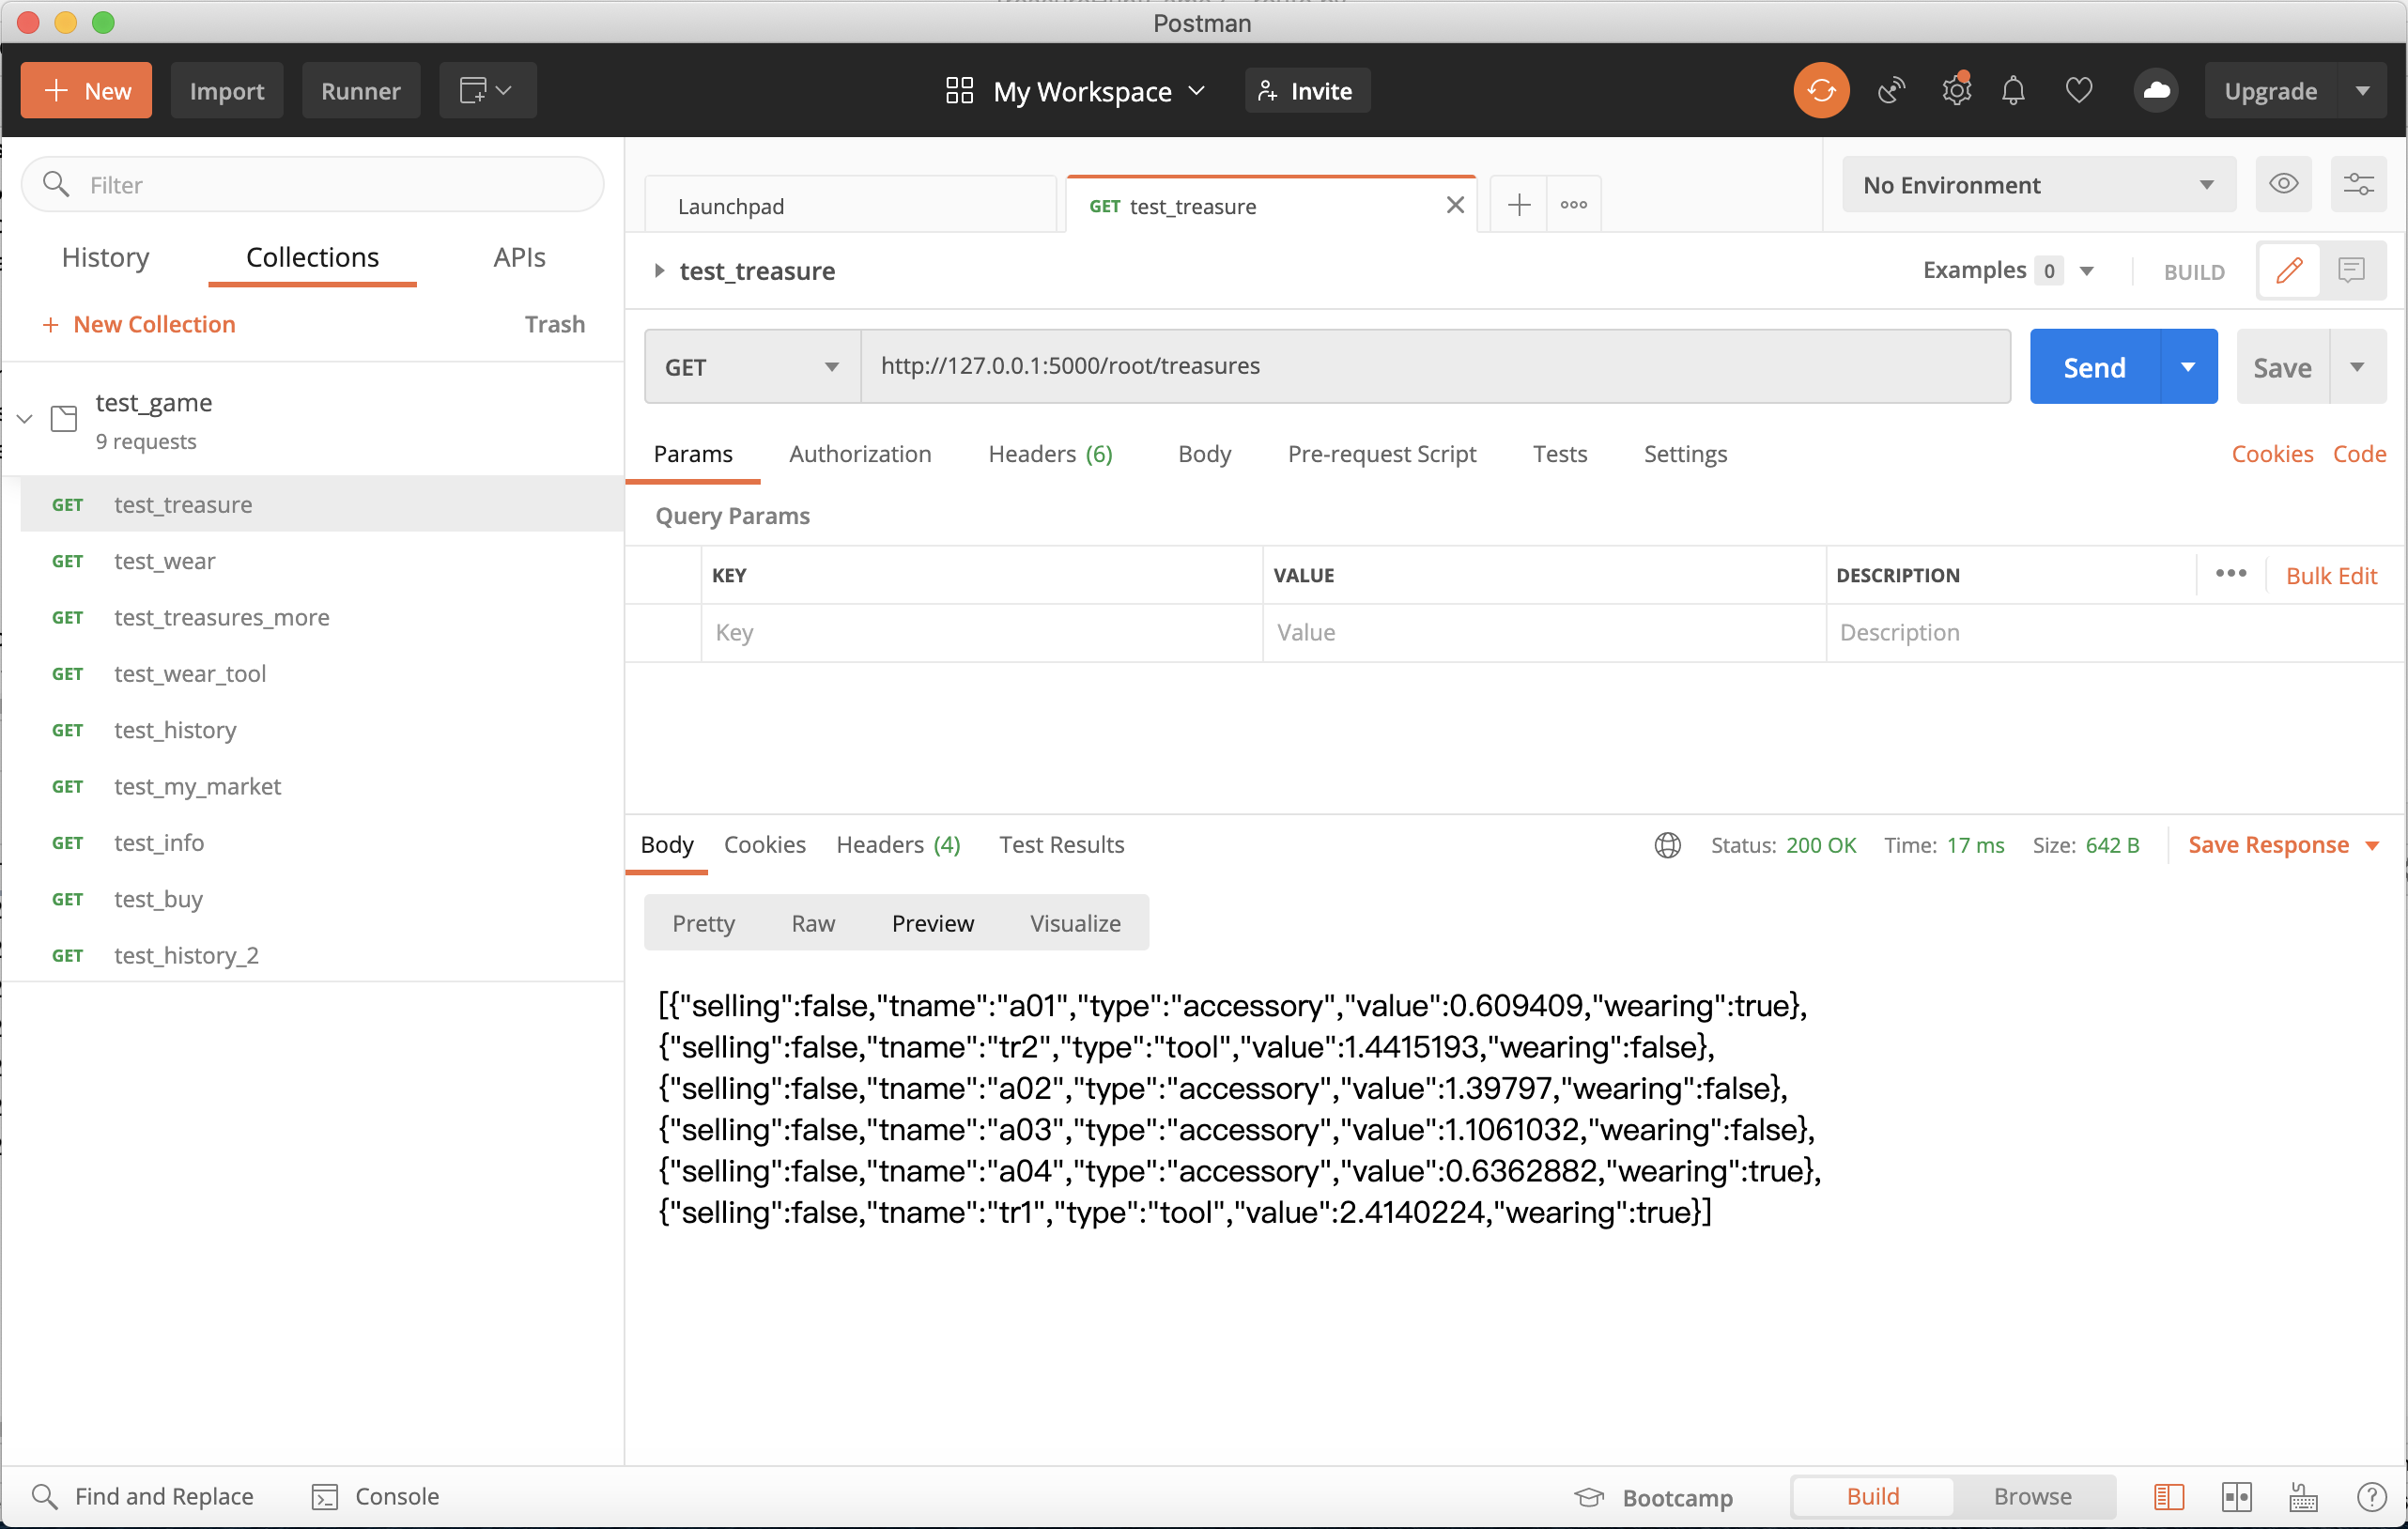 Postman
New
Import
Runner
My Workspace
Invite
Upgrade
Filter
History
Collections
APIs
+ New Collection
Trash
test_game
9 requests
GET test_treasure
GET test_wear
GET test_treasures_more
GET test_wear_tool
GET test_history
GET test_my_market
GET test_info
GET test_buy
GET test_history_2
Launchpad
GET test_treasure
No Environment
test_treasure
Examples 0
BUILD
GET
http://127.0.0.1:5000/root/treasures
Send
Save
Params
Authorization
Headers (6)
Body
Pre-request Script
Tests
Settings
Cookies
Code
Query Params
KEY
VALUE
DESCRIPTION
Bulk Edit
Key
Value
Description
Body
Cookies
Headers (4)
Test Results
Status: 200 OK
Time: 17 ms
Size: 642 B
Save Response
Pretty
Raw
Preview
Visualize
[{"selling":false,"tname":"a01","type":"accessory","value":0.609409,"wearing":true},
{"selling":false,"tname":"tr2","type":"tool","value":1.4415193,"wearing":false},
{"selling":false,"tname":"a02","type":"accessory","value":1.39797,"wearing":false},
{"selling":false,"tname":"a03","type":"accessory","value":1.1061032,"wearing":false},
{"selling":false,"tname":"a04","type":"accessory","value":0.6362882,"wearing":true},
{"selling":false,"tname":"tr1","type":"tool","value":2.4140224,"wearing":true}]
Find and Replace
Console
Bootcamp
Build
Browse